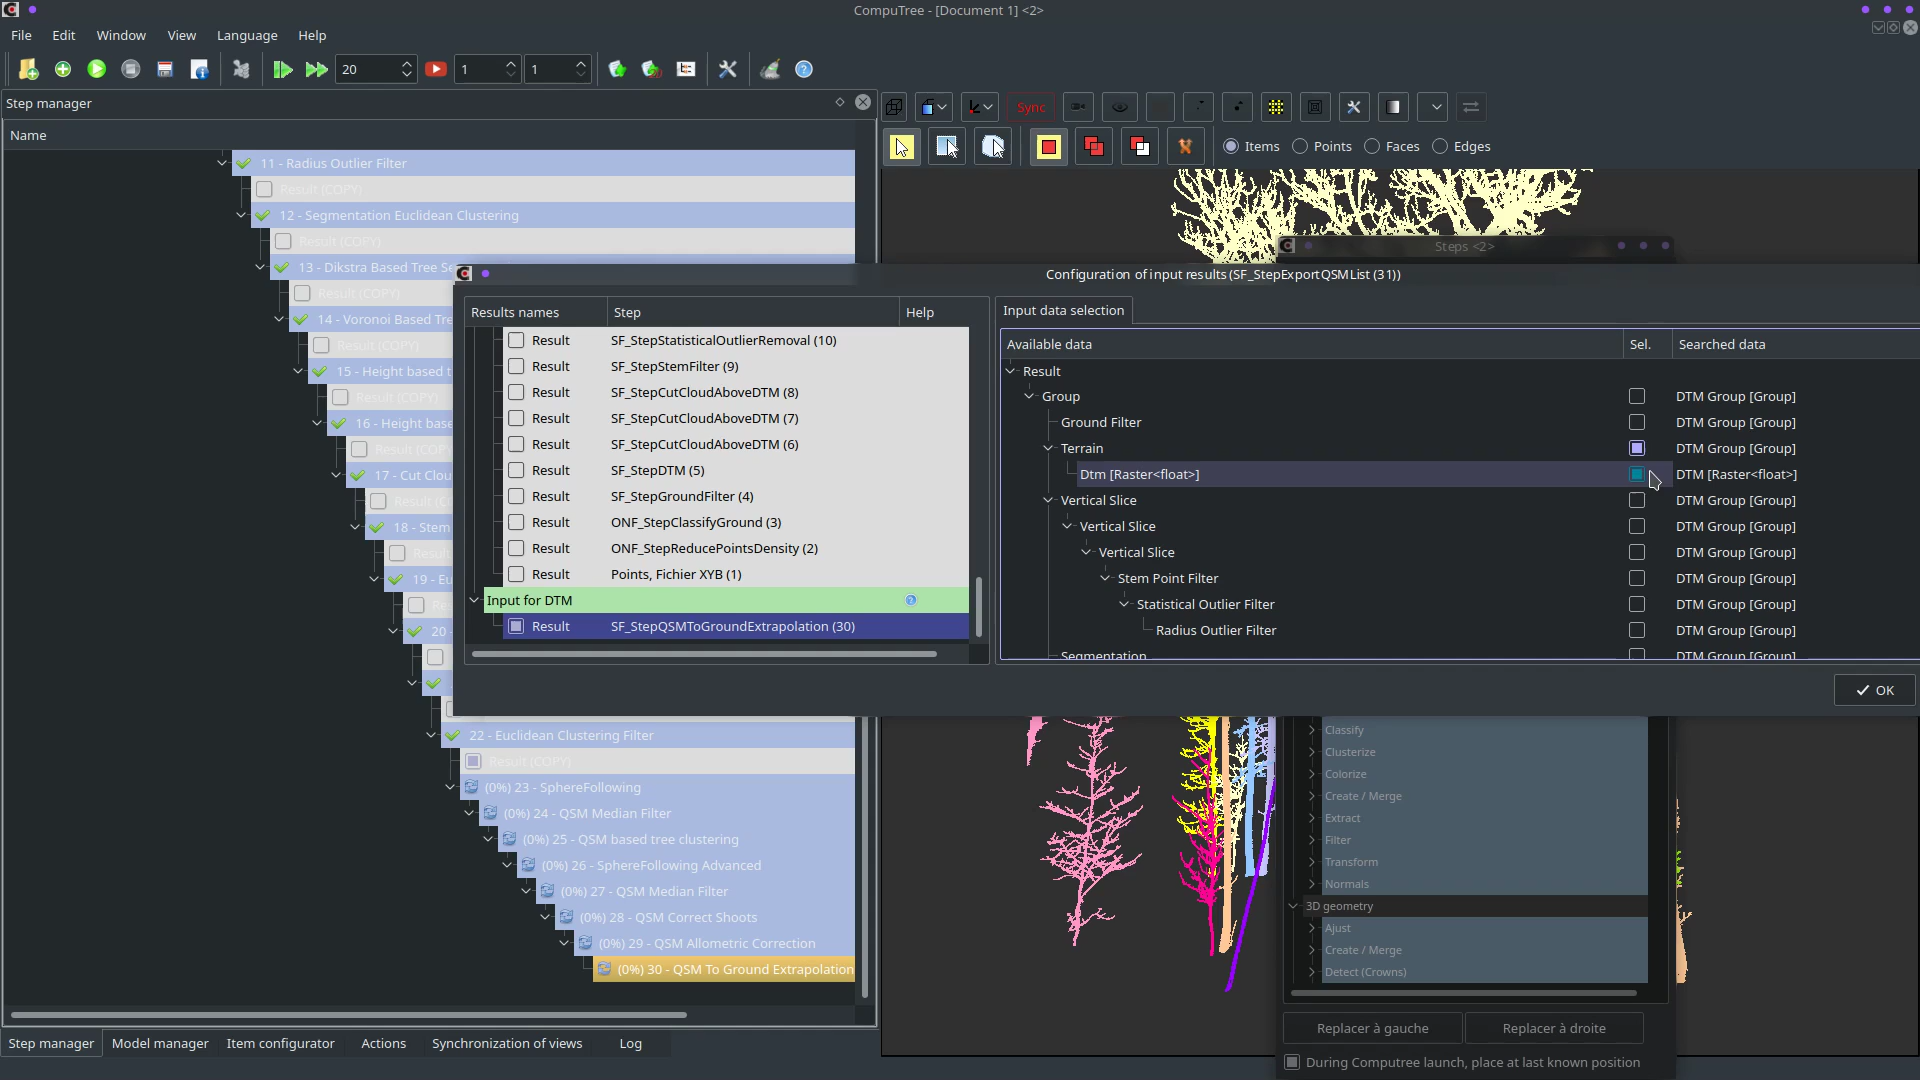 CompuTree - [Document 1] <2>
File Edit Window View Language Help
20
1
1
Step manager
Name
11 - Radius Outlier Filter
Result (COPY)
12 - Segmentation Euclidean Clustering
Result (COPY)
13 - Dikstra Based Tree Se
Result (COPY)
14 - Voronoi Based Tre
Result (COPY)
15 - Height based t
Result (COPY)
16 - Height base
Result (COP
17 - Cut Clou
Result (C
18 - Stem
Result
19 - Eu
Re
20 -
22 - Euclidean Clustering Filter
Result (COPY)
(0%) 23 - SphereFollowing
(0%) 24 - QSM Median Filter
(0%) 25 - QSM based tree clustering
(0%) 26 - SphereFollowing Advanced
(0%) 27 - QSM Median Filter
(0%) 28 - QSM Correct Shoots
(0%) 29 - QSM Allometric Correction
(0%) 30 - QSM To Ground Extrapolation
Step manager Model manager Item configurator Actions Synchronization of views Log
Sync
Items Points Faces Edges
Steps <2>
Configuration of input results (SF_StepExportQSMList (31))
Results names Step Help
Result SF_StepStatisticalOutlierRemoval (10)
Result SF_StepStemFilter (9)
Result SF_StepCutCloudAboveDTM (8)
Result SF_StepCutCloudAboveDTM (7)
Result SF_StepCutCloudAboveDTM (6)
Result SF_StepDTM (5)
Result SF_StepGroundFilter (4)
Result ONF_StepClassifyGround (3)
Result ONF_StepReducePointsDensity (2)
Result Points, Fichier XYB (1)
Input for DTM
Result SF_StepQSMToGroundExtrapolation (30)
Input data selection
Available data Sel. Searched data
Result
Group DTM Group [Group]
Ground Filter DTM Group [Group]
Terrain DTM Group [Group]
Dtm [Raster<float>] DTM [Raster<float>]
Vertical Slice DTM Group [Group]
Vertical Slice DTM Group [Group]
Vertical Slice DTM Group [Group]
Stem Point Filter DTM Group [Group]
Statistical Outlier Filter DTM Group [Group]
Radius Outlier Filter DTM Group [Group]
Segmentation DTM Group [Group]
OK
Classify
Clusterize
Colorize
Create / Merge
Extract
Filter
Transform
Normals
3D geometry
Ajust
Create / Merge
Detect (Crowns)
Replacer à gauche Replacer à droite
During Computree launch, place at last known position